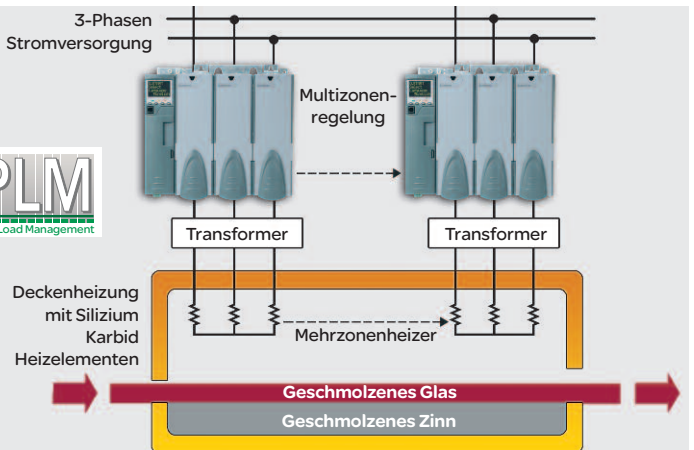 3-Phasen
Stromversorgung
Multizonen-
regelung
PLM
Load Management
Transformer
Transformer
Deckenheizung
mit Silizium
Karbid
Heizelementen
Mehrzonenheizer
Geschmolzenes Glas
Geschmolzenes Zinn